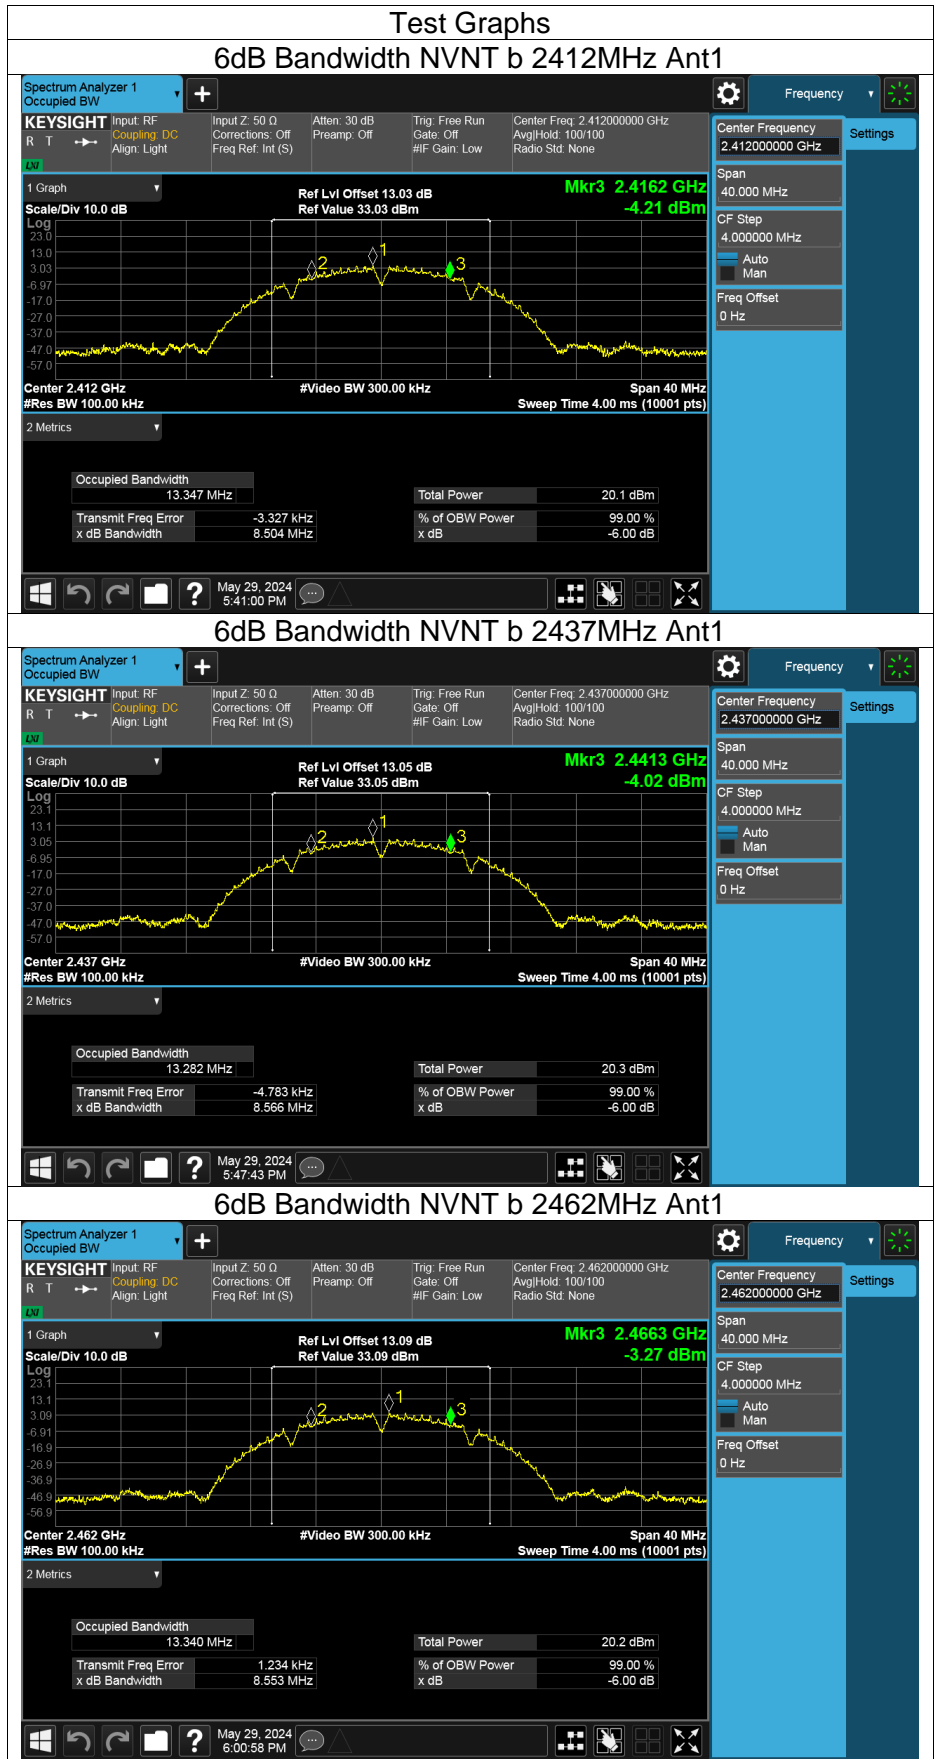 Test Graphs
6dB Bandwidth NVNT b 2412MHz Ant1
Spectrum Analyzer 1
Occupied BW
Frequency
KEYSIGHT Input: RF Input Z: 50 Ω Atten: 30 dB Trig: Free Run Center Freq: 2.412000000 GHz
R T Coupling: DC Corrections: Off Preamp: Off Gate: Off Avg|Hold: 100/100
Align: Light Freq Ref: Int (S) #IF Gain: Low Radio Std: None
LXI
Center Frequency
2.412000000 GHz
Settings
Span
40.000 MHz
CF Step
4.000000 MHz
Auto
Man
Freq Offset
0 Hz
1 Graph
Ref Lvl Offset 13.03 dB
Mkr3 2.4162 GHz
Scale/Div 10.0 dB
Ref Value 33.03 dBm
-4.21 dBm
Log
23.0
13.0
3.03
-6.97
-17.0
-27.0
-37.0
-47.0
-57.0
2
1
3
Center 2.412 GHz #Video BW 300.00 kHz Span 40 MHz
#Res BW 100.00 kHz Sweep Time 4.00 ms (10001 pts)
2 Metrics
Occupied Bandwidth
13.347 MHz
Total Power 20.1 dBm
Transmit Freq Error -3.327 kHz % of OBW Power 99.00 %
x dB Bandwidth 8.504 MHz x dB -6.00 dB
May 29, 2024
5:41:00 PM
6dB Bandwidth NVNT b 2437MHz Ant1
Spectrum Analyzer 1
Occupied BW
Frequency
KEYSIGHT Input: RF Input Z: 50 Ω Atten: 30 dB Trig: Free Run Center Freq: 2.437000000 GHz
R T Coupling: DC Corrections: Off Preamp: Off Gate: Off Avg|Hold: 100/100
Align: Light Freq Ref: Int (S) #IF Gain: Low Radio Std: None
LXI
Center Frequency
2.437000000 GHz
Settings
Span
40.000 MHz
CF Step
4.000000 MHz
Auto
Man
Freq Offset
0 Hz
1 Graph
Ref Lvl Offset 13.05 dB
Mkr3 2.4413 GHz
Scale/Div 10.0 dB
Ref Value 33.05 dBm
-4.02 dBm
Log
23.1
13.1
3.05
-6.95
-17.0
-27.0
-37.0
-47.0
-57.0
2
1
3
Center 2.437 GHz #Video BW 300.00 kHz Span 40 MHz
#Res BW 100.00 kHz Sweep Time 4.00 ms (10001 pts)
2 Metrics
Occupied Bandwidth
13.282 MHz
Total Power 20.3 dBm
Transmit Freq Error -4.783 kHz % of OBW Power 99.00 %
x dB Bandwidth 8.566 MHz x dB -6.00 dB
May 29, 2024
5:47:43 PM
6dB Bandwidth NVNT b 2462MHz Ant1
Spectrum Analyzer 1
Occupied BW
Frequency
KEYSIGHT Input: RF Input Z: 50 Ω Atten: 30 dB Trig: Free Run Center Freq: 2.462000000 GHz
R T Coupling: DC Corrections: Off Preamp: Off Gate: Off Avg|Hold: 100/100
Align: Light Freq Ref: Int (S) #IF Gain: Low Radio Std: None
LXI
Center Frequency
2.462000000 GHz
Settings
Span
40.000 MHz
CF Step
4.000000 MHz
Auto
Man
Freq Offset
0 Hz
1 Graph
Ref Lvl Offset 13.09 dB
Mkr3 2.4663 GHz
Scale/Div 10.0 dB
Ref Value 33.09 dBm
-3.27 dBm
Log
23.1
13.1
3.09
-6.91
-16.9
-26.9
-36.9
-46.9
-56.9
2
1
3
Center 2.462 GHz #Video BW 300.00 kHz Span 40 MHz
#Res BW 100.00 kHz Sweep Time 4.00 ms (10001 pts)
2 Metrics
Occupied Bandwidth
13.340 MHz
Total Power 20.2 dBm
Transmit Freq Error 1.234 kHz % of OBW Power 99.00 %
x dB Bandwidth 8.553 MHz x dB -6.00 dB
May 29, 2024
6:00:58 PM